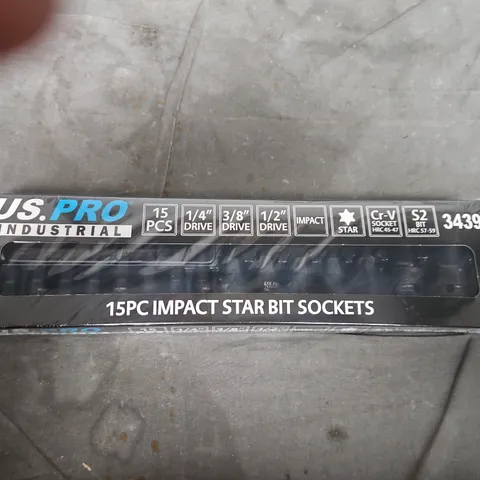 US.PRO
INDUSTRIAL
15 PCS
1/4" DRIVE
3/8" DRIVE
1/2" DRIVE
IMPACT
STAR
Cr-V SOCKET HRC 45-47
S2 BIT HRC 57-59
3439
15PC IMPACT STAR BIT SOCKETS